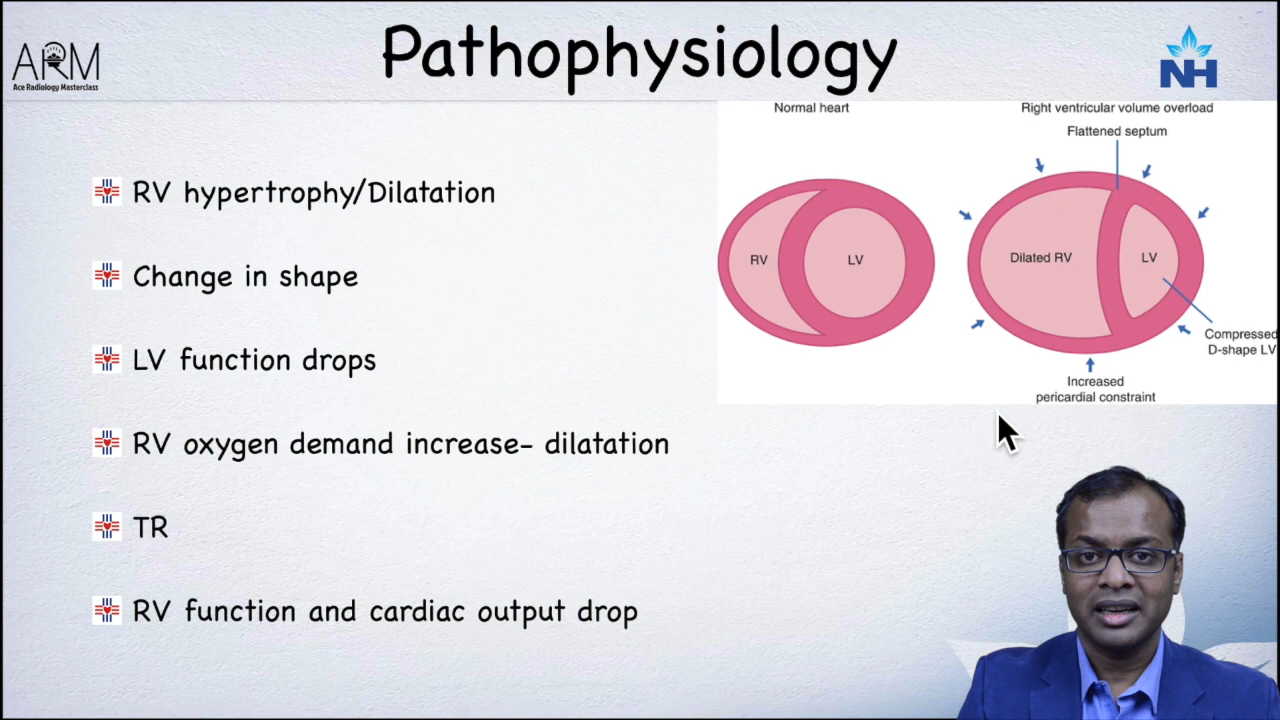 Pathophysiology
ARM
Ace Radiology Masterclass
NH
RV hypertrophy/Dilatation
Change in shape
LV function drops
RV oxygen demand increase- dilatation
TR
RV function and cardiac output drop
Normal heart
RV
LV
Right ventricular volume overload
Flattened septum
Dilated RV
LV
Compressed
D-shape LV
Increased
pericardial constraint